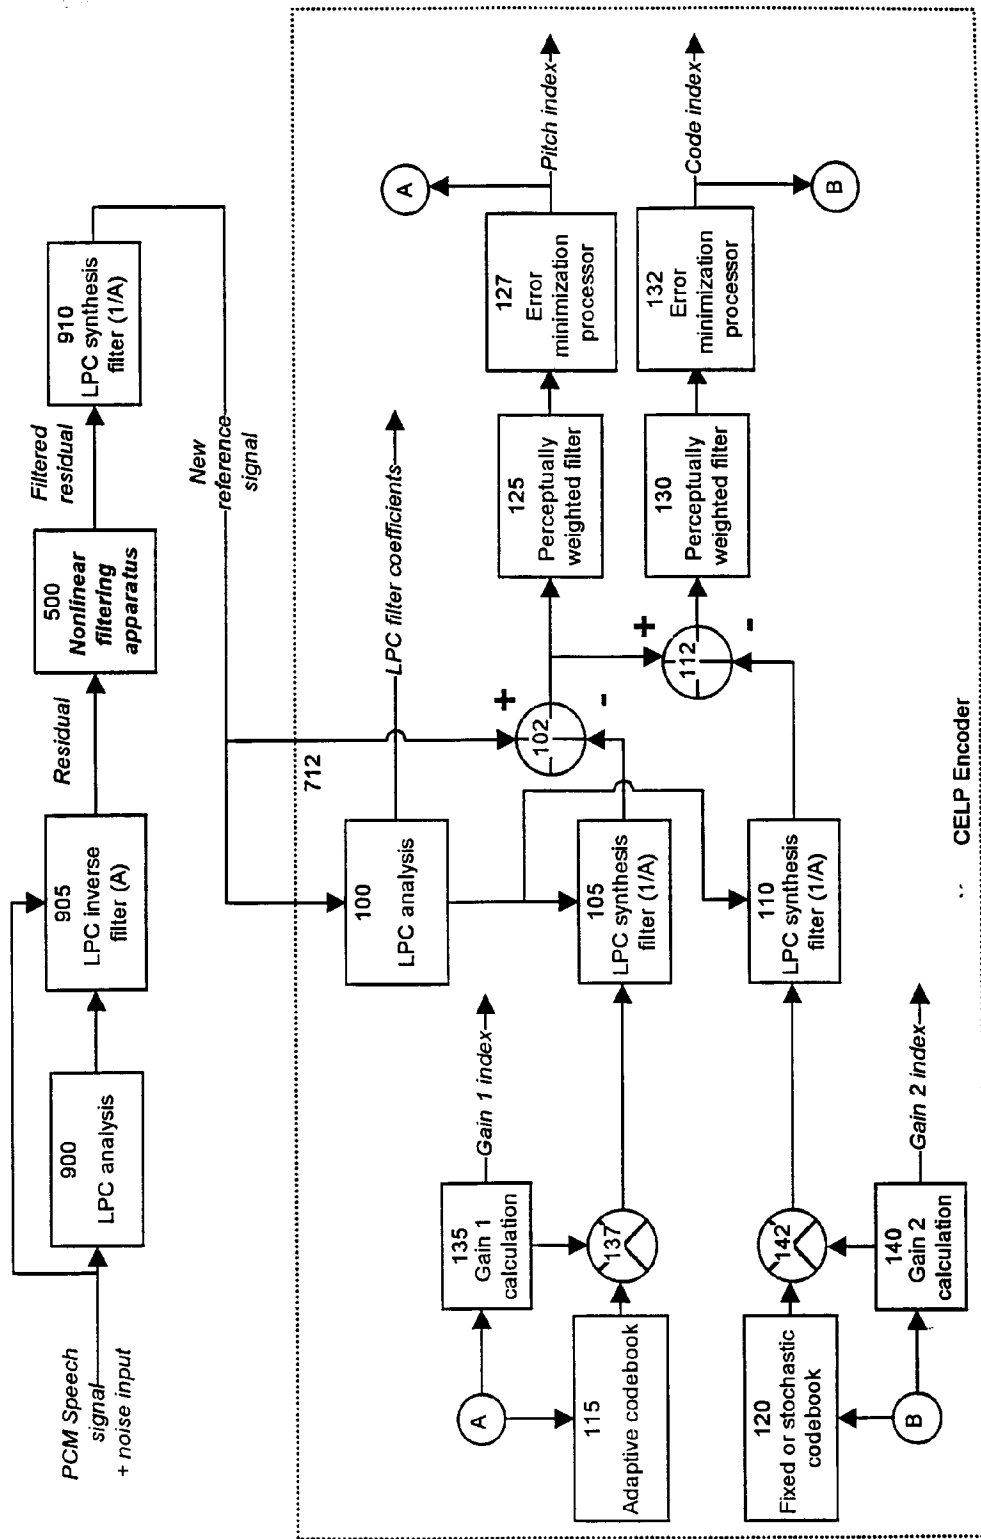 PCM Speech
signal
+ noise input
900
LPC analysis
905
LPC inverse
filter (A)
Residual
500
Nonlinear
filtering
apparatus
Filtered
residual
910
LPC synthesis
filter (1/A)
New
reference
signal
712
100
LPC analysis
LPC filter coefficients
A
135
Gain 1
calculation
Gain 1 index
115
Adaptive codebook
137
105
LPC synthesis
filter (1/A)
102
+
-
125
Perceptually
weighted filter
127
Error
minimization
processor
A
Pitch index
120
Fixed or stochastic
codebook
B
142
140
Gain 2
calculation
Gain 2 index
110
LPC synthesis
filter (1/A)
112
+
-
130
Perceptually
weighted filter
132
Error
minimization
processor
Code index
B
CELP Encoder